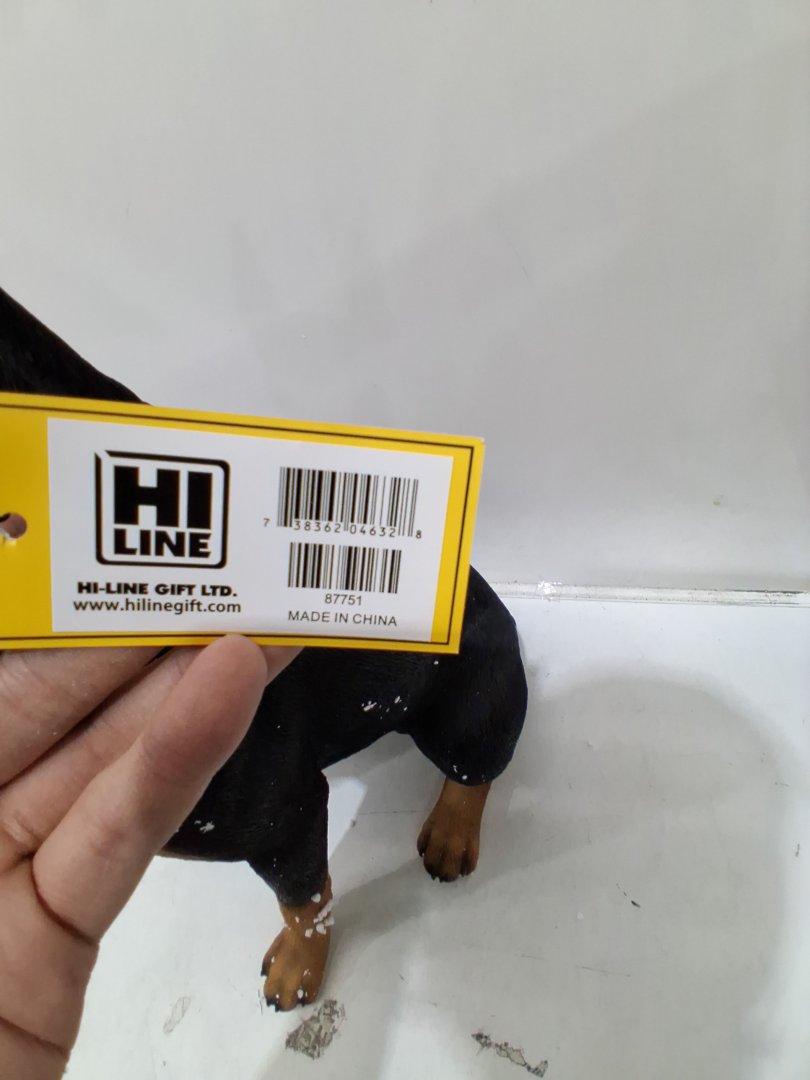 HI
LINE
HI-LINE GIFT LTD.
www.hilinegift.com
7 38362 04632 8
87751
MADE IN CHINA